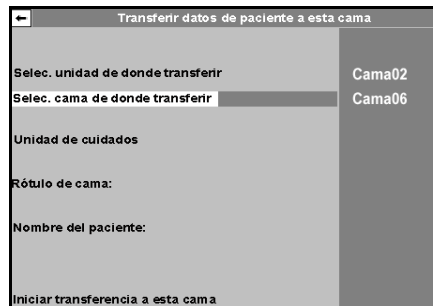 Transferir datos de paciente a esta cama
Selec. unidad de donde transferir Cama02
Selec. cama de donde transferir Cama06
Unidad de cuidados
Rótulo de cama:
Nombre del paciente:
Iniciar transferencia a esta cama